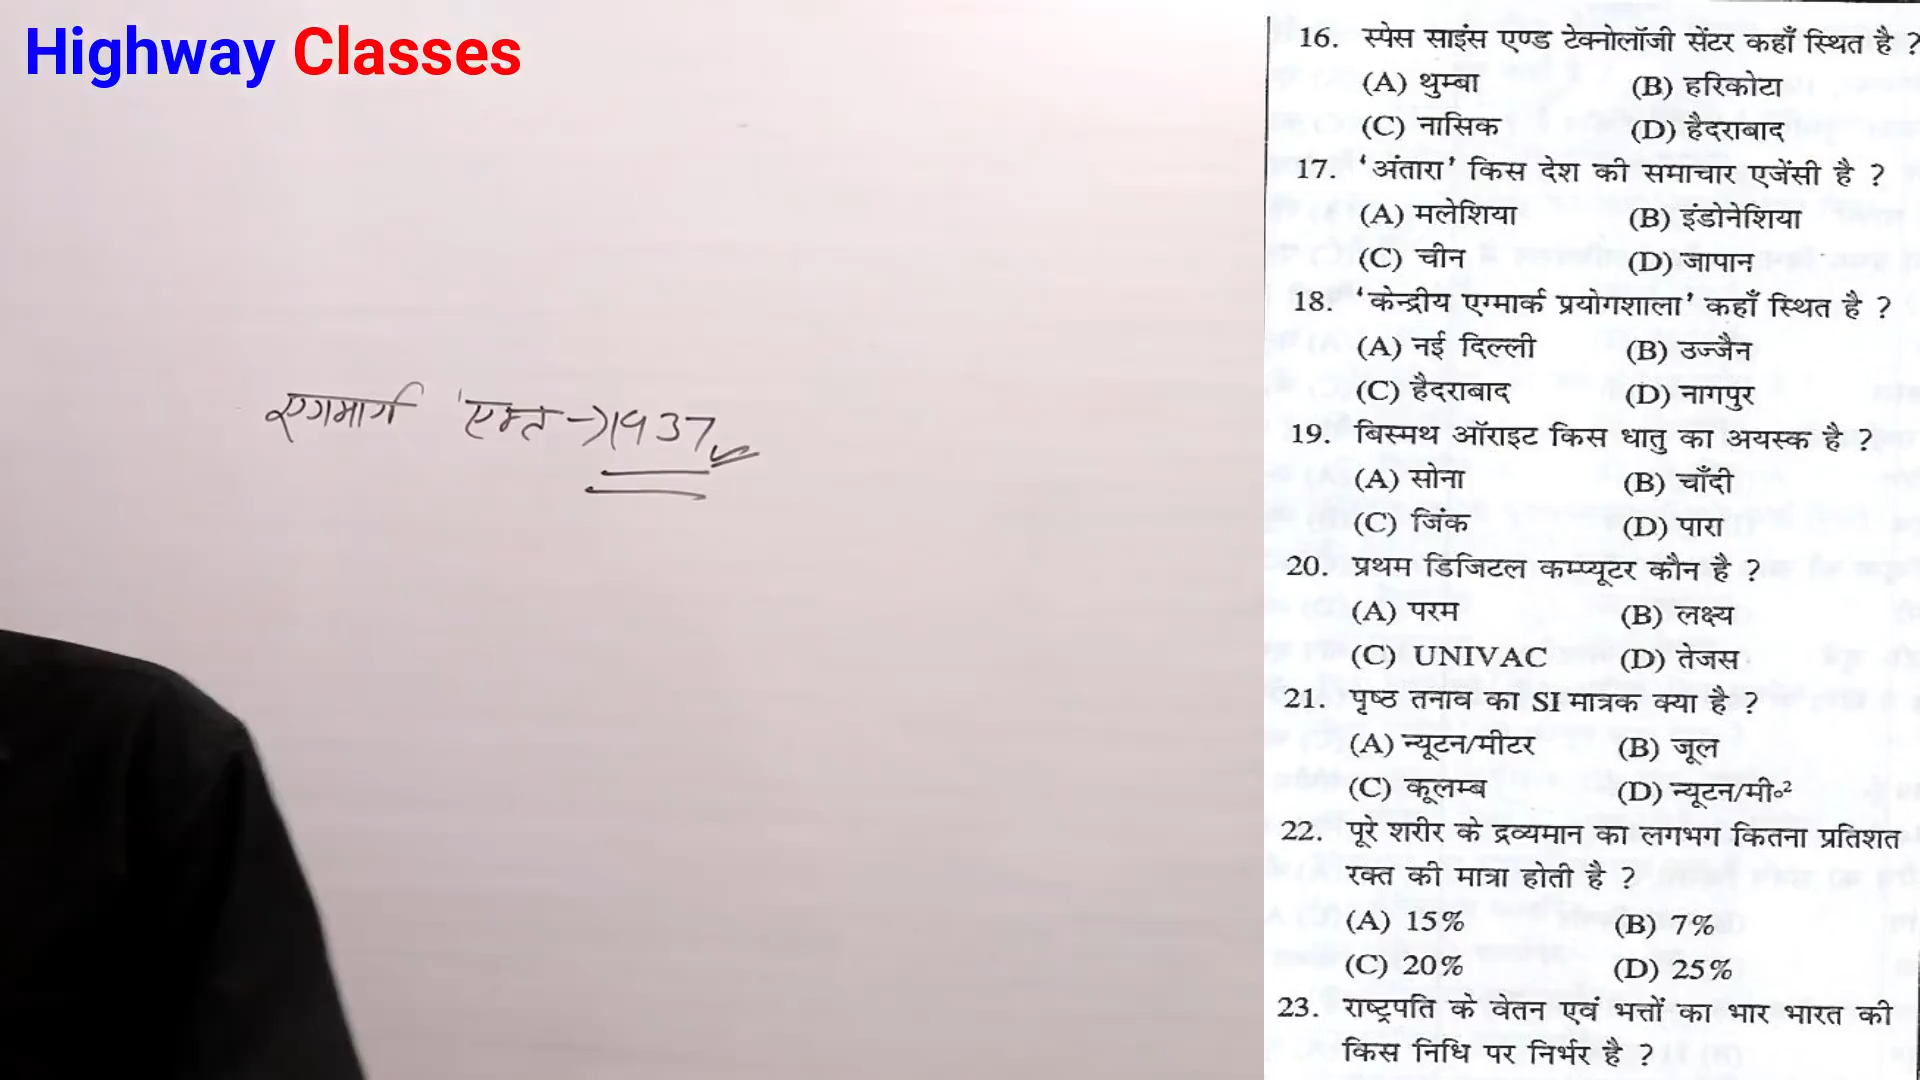 Highway Classes
एगमार्ग एक्ट → 1937
16. स्पेस साइंस एण्ड टेक्नोलॉजी सेंटर कहाँ स्थित है ?
(A) थुम्बा (B) हरिकोटा
(C) नासिक (D) हैदराबाद
17. ‘अंतारा’ किस देश की समाचार एजेंसी है ?
(A) मलेशिया (B) इंडोनेशिया
(C) चीन (D) जापान
18. ‘केन्द्रीय एग्मार्क प्रयोगशाला’ कहाँ स्थित है ?
(A) नई दिल्ली (B) उज्जैन
(C) हैदराबाद (D) नागपुर
19. बिस्मथ ऑराइट किस धातु का अयस्क है ?
(A) सोना (B) चाँदी
(C) जिंक (D) पारा
20. प्रथम डिजिटल कम्प्यूटर कौन है ?
(A) परम (B) लक्ष्य
(C) UNIVAC (D) तेजस
21. पृष्ठ तनाव का SI मात्रक क्या है ?
(A) न्यूटन/मीटर (B) जूल
(C) कूलम्ब (D) न्यूटन/मी॰²
22. पूरे शरीर के द्रव्यमान का लगभग कितना प्रतिशत
रक्त की मात्रा होती है ?
(A) 15% (B) 7%
(C) 20% (D) 25%
23. राष्ट्रपति के वेतन एवं भत्तों का भार भारत की
किस निधि पर निर्भर है ?